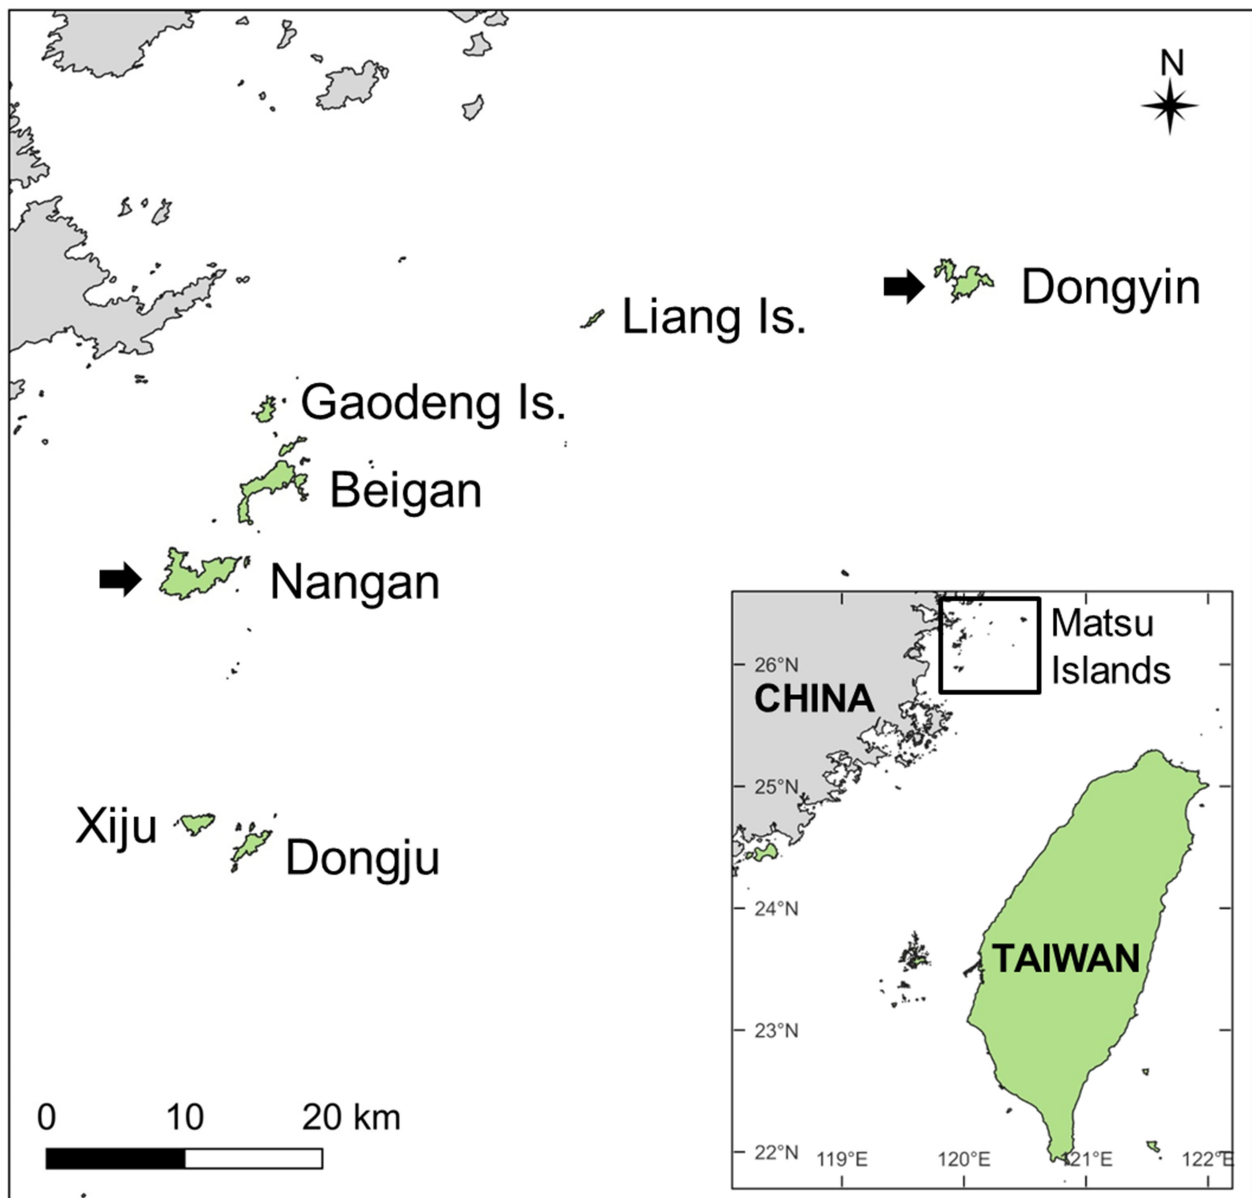 N
Dongyin
Liang Is.
Gaodeng Is.
Beigan
Nangan
Matsu
Islands
26°N
CHINA
25°N
Xiju
Dongju
24°N
TAIWAN
23°N
0 10 20 km
22°N
119°E 120°E 121°E 122°E